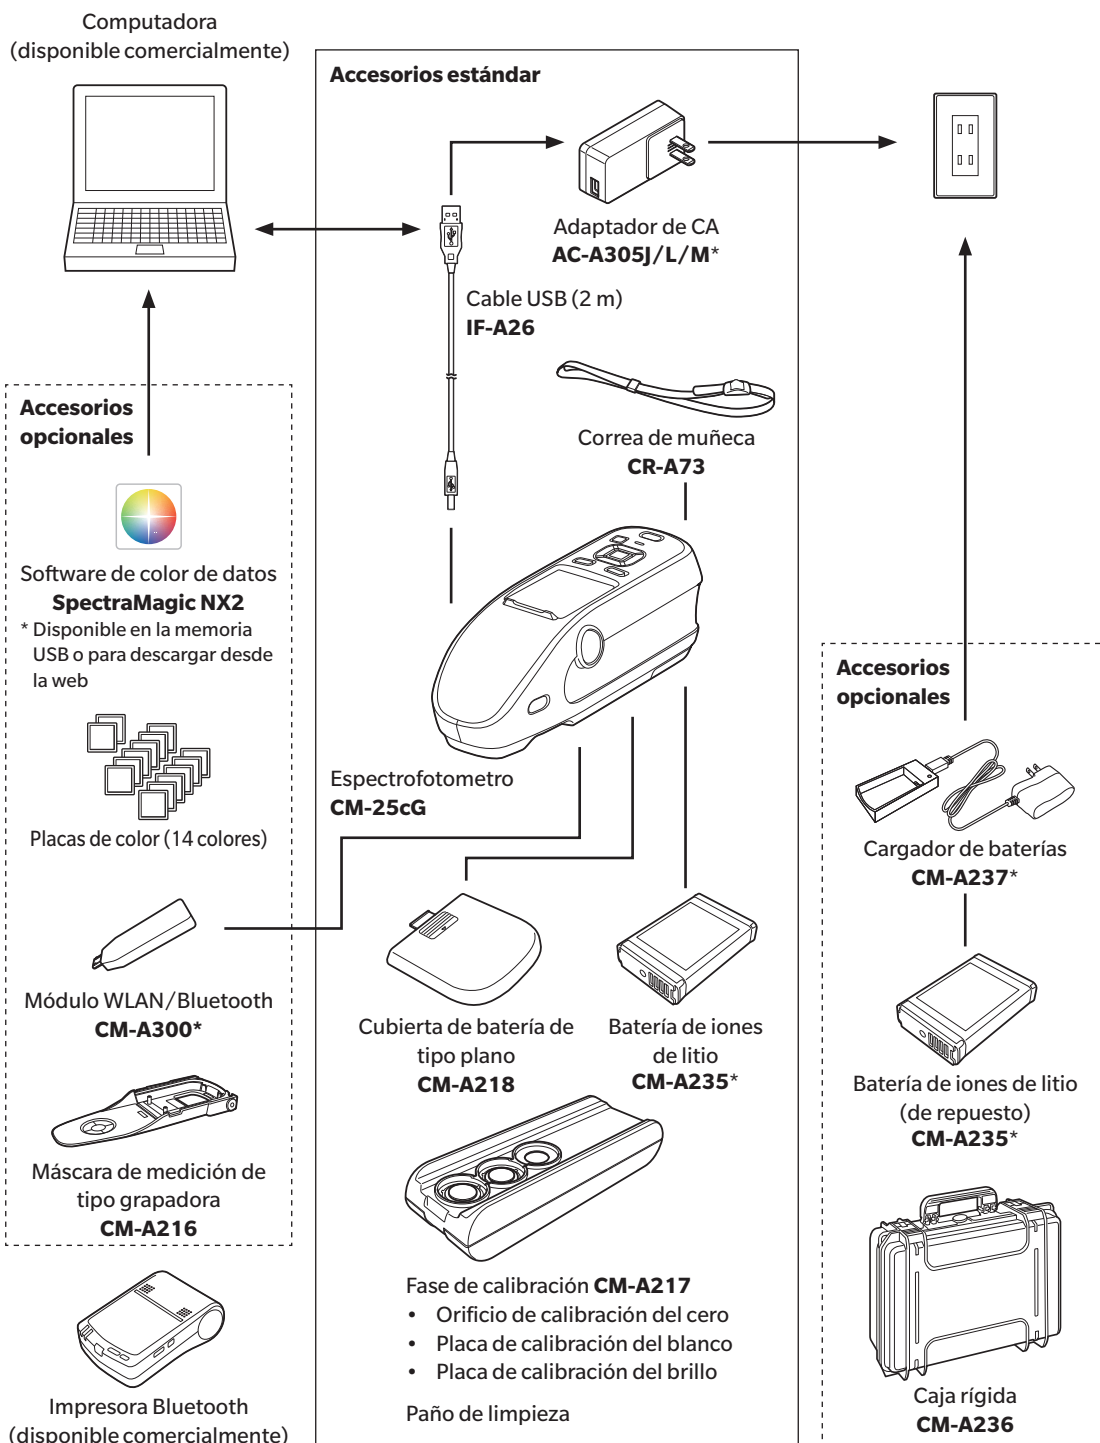 Computadora
(disponible comercialmente)
Accesorios estándar
Adaptador de CA
AC-A305J/L/M*
Cable USB (2 m)
IF-A26
Correa de muñeca
CR-A73
Accesorios
opcionales
Software de color de datos
SpectraMagic NX2
* Disponible en la memoria
USB o para descargar desde
la web
Placas de color (14 colores)
Módulo WLAN/Bluetooth
CM-A300*
Máscara de medición de
tipo grapadora
CM-A216
Impresora Bluetooth
(disponible comercialmente)
Espectrofotometro
CM-25cG
Cubierta de batería de
tipo plano
CM-A218
Batería de iones
de litio
CM-A235*
Fase de calibración CM-A217
• Orificio de calibración del cero
• Placa de calibración del blanco
• Placa de calibración del brillo
Paño de limpieza
Accesorios
opcionales
Cargador de baterías
CM-A237*
Batería de iones de litio
(de repuesto)
CM-A235*
Caja rígida
CM-A236